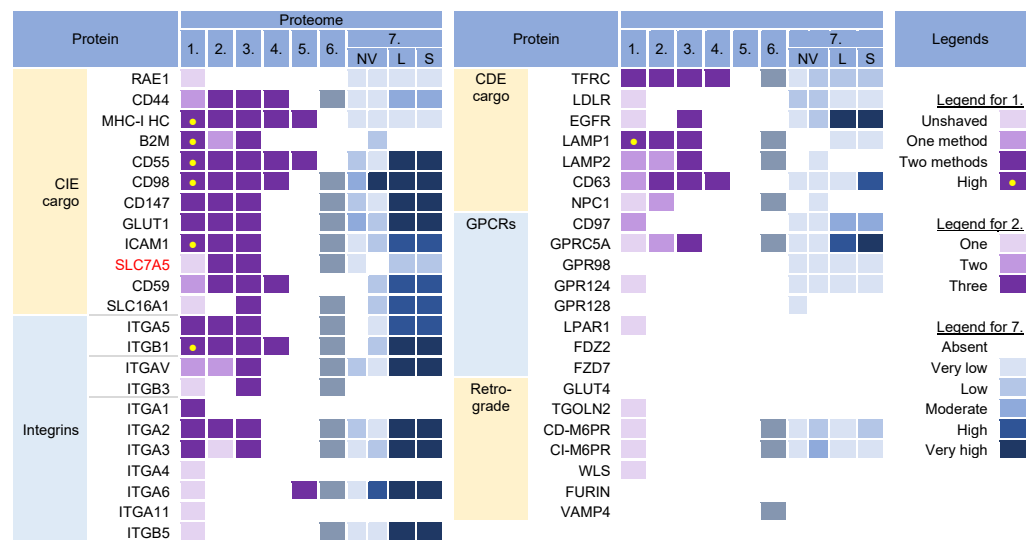 Proteome
Protein
1. 2. 3. 4. 5. 6. 7.
NV L S
CIE cargo
RAE1
CD44
MHC-I HC
B2M
CD55
CD98
CD147
GLUT1
ICAM1
SLC7A5
CD59
SLC16A1
Integrins
ITGA5
ITGB1
ITGAV
ITGB3
ITGA1
ITGA2
ITGA3
ITGA4
ITGA6
ITGA11
ITGB5
Protein
1. 2. 3. 4. 5. 6. 7.
NV L S
CDE cargo
TFRC
LDLR
EGFR
LAMP1
LAMP2
CD63
NPC1
GPCRs
CD97
GPRC5A
GPR98
GPR124
GPR128
LPAR1
FDZ2
FZD7
Retro-
grade
GLUT4
TGOLN2
CD-M6PR
CI-M6PR
WLS
FURIN
VAMP4
Legends
Legend for 1.
Unshaved
One method
Two methods
High
Legend for 2.
One
Two
Three
Legend for 7.
Absent
Very low
Low
Moderate
High
Very high